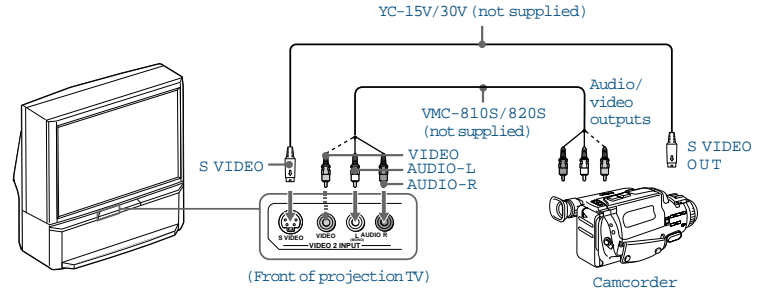 YC-15V/30V (not supplied)
Audio/
video
outputs
VMC-810S/820S
(not supplied)
S VIDEO
OUT
S VIDEO
VIDEO
AUDIO-L
AUDIO-R
S VIDEO
VIDEO
L AUDIO R
(MONO)
VIDEO 2 INPUT
(Front of projection TV)
Camcorder